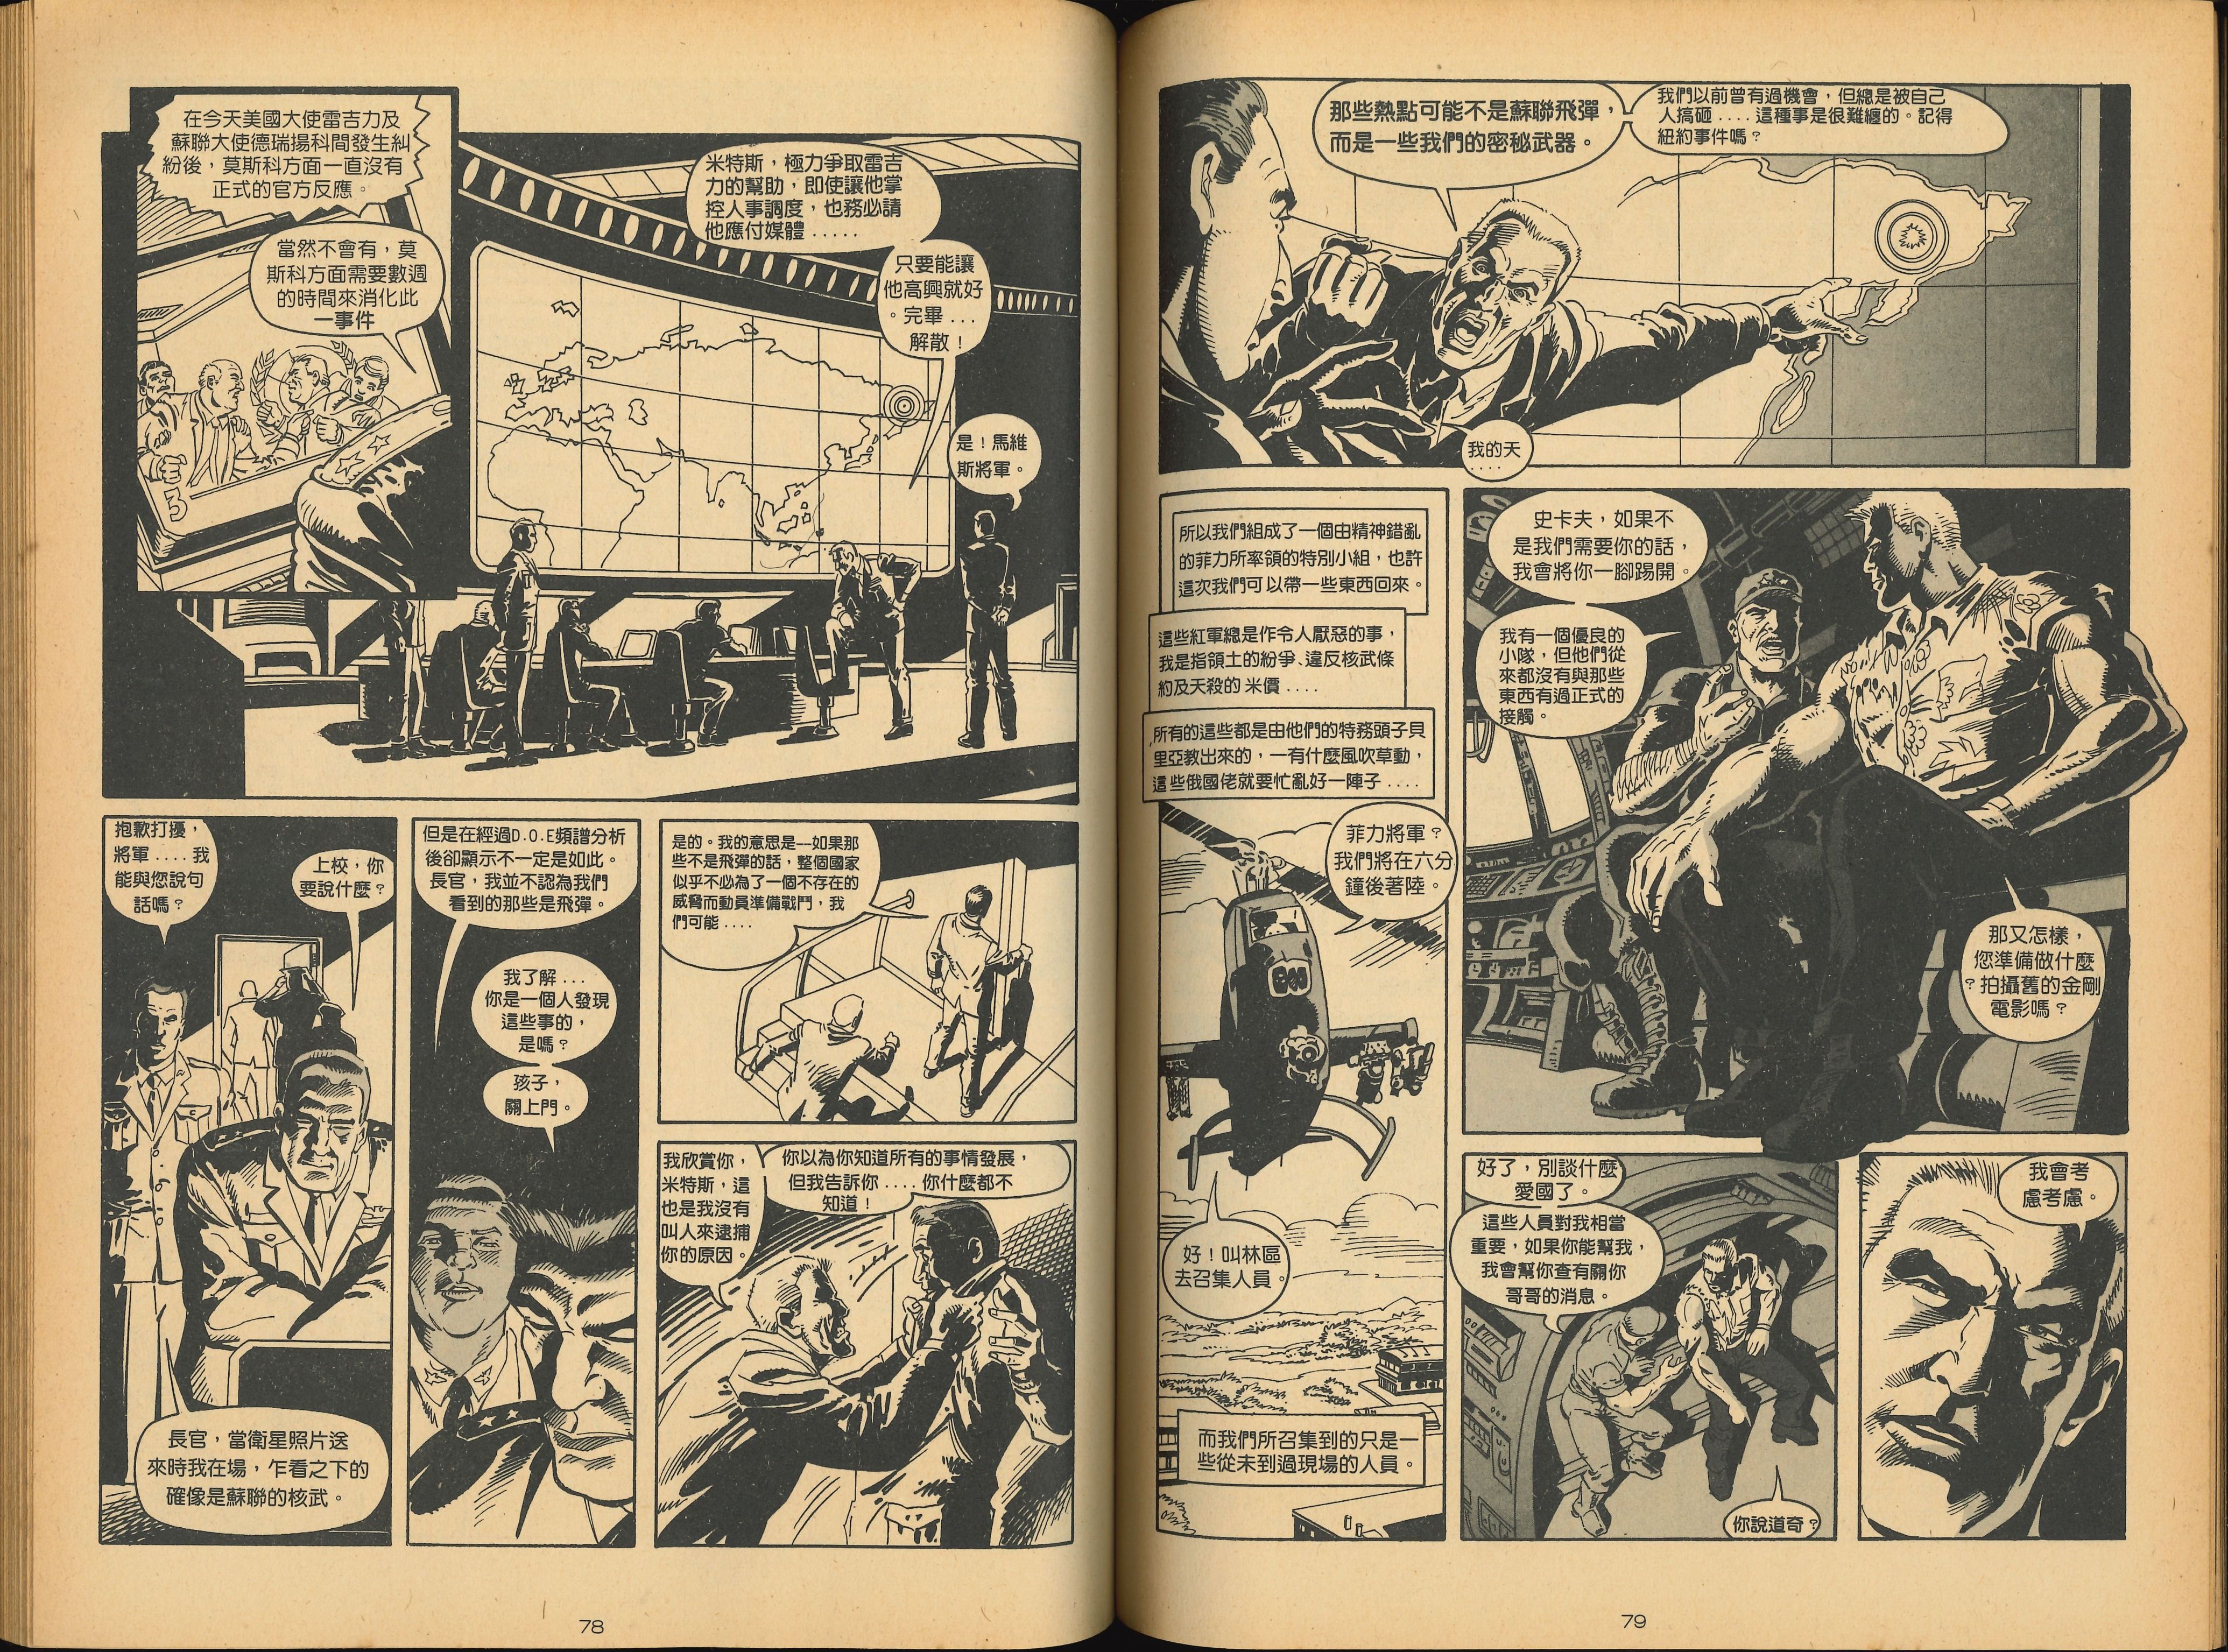 在今天美國大使雷吉力及
蘇聯大使德瑞揚科間發生糾
紛後，莫斯科方面一直沒有
正式的官方反應。
當然不會有，莫
斯科方面需要數週
的時間來消化此
一事件
3
米特斯，極力爭取雷吉
力的幫助，即使讓他掌
控人事調度，也務必請
他應付媒體．．．．．
只要能讓
他高興就好
。完畢．．．
解散！
是！馬維
斯將軍。
抱歉打擾，
將軍．．．．我
能與您說句
話嗎？
上校，你
要說什麼？
長官，當衛星照片送
來時我在場，乍看之下的
確像是蘇聯的核武。
但是在經過D.O.E頻譜分析
後卻顯示不一定是如此。
長官，我並不認為我們
看到的那些是飛彈。
我了解．．．
你是一個人發現
這些事的，
是嗎？
孩子，
關上門。
是的。我的意思是──如果那
些不是飛彈的話，整個國家
似乎不必為了一個不存在的
威脅而動員準備戰鬥，我
們可能．．．．
我欣賞你，
米特斯，這
也是我沒有
叫人來逮捕
你的原因。
你以為你知道所有的事情發展，
但我告訴你．．．．你什麼都不
知道！
78
那些熱點可能不是蘇聯飛彈，
而是一些我們的密秘武器。
我們以前曾有過機會，但總是被自己
人搞砸．．．．這種事是很難纏的。記得
紐約事件嗎？
我的天
．．．．
所以我們組成了一個由精神錯亂
的菲力所率領的特別小組，也許
這次我們可以帶一些東西回來。
這些紅軍總是作令人厭惡的事，
我是指領土的紛爭、違反核武條
約及天殺的米價．．．．
所有的這些都是由他們的特務頭子貝
里亞教出來的，一有什麼風吹草動，
這些俄國佬就要忙亂好一陣子．．．．
菲力將軍？
我們將在六分
鐘後著陸。
好！叫林區
去召集人員。
而我們所召集到的只是一
些從未到過現場的人員。
史卡夫，如果不
是我們需要你的話，
我會將你一腳踢開。
我有一個優良的
小隊，但他們從
來都沒有與那些
東西有過正式的
接觸。
那又怎樣，
您準備做什麼
？拍攝舊的金剛
電影嗎？
好了，別談什麼
愛國了。
這些人員對我相當
重要，如果你能幫我，
我會幫你查有關你
哥哥的消息。
你說道奇？
我會考
慮考慮。
79